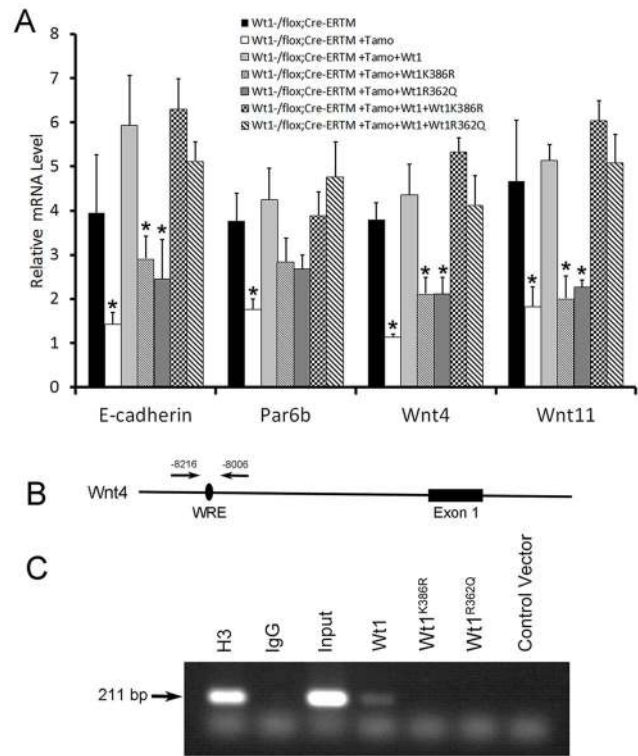 A
Wt1-/flox;Cre-ERTM
Wt1-/flox;Cre-ERTM +Tamo
Wt1-/flox;Cre-ERTM +Tamo+Wt1
Wt1-/flox;Cre-ERTM +Tamo+Wt1K386R
Wt1-/flox;Cre-ERTM +Tamo+Wt1R362Q
Wt1-/flox;Cre-ERTM +Tamo+Wt1+Wt1K386R
Wt1-/flox;Cre-ERTM +Tamo+Wt1+Wt1R362Q
Relative mRNA Level
8
7
6
5
4
3
2
1
0
* * *
*
* * *
* * *
E-cadherin Par6b Wnt4 Wnt11
B
-8216 -8006
Wnt4
WRE Exon 1
C
H3 IgG Input Wt1 Wt1K386R Wt1R362Q Control Vector
211 bp